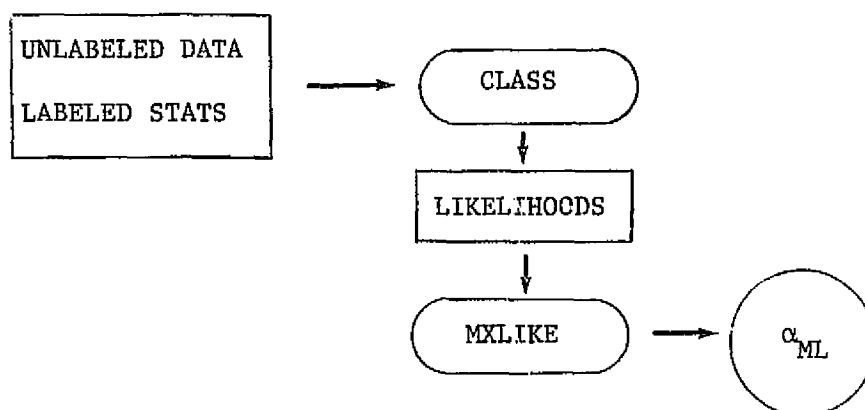 UNLABELED DATA
LABELED STATS
CLASS
LIKELIHOODS
MXLIKE
α_ML